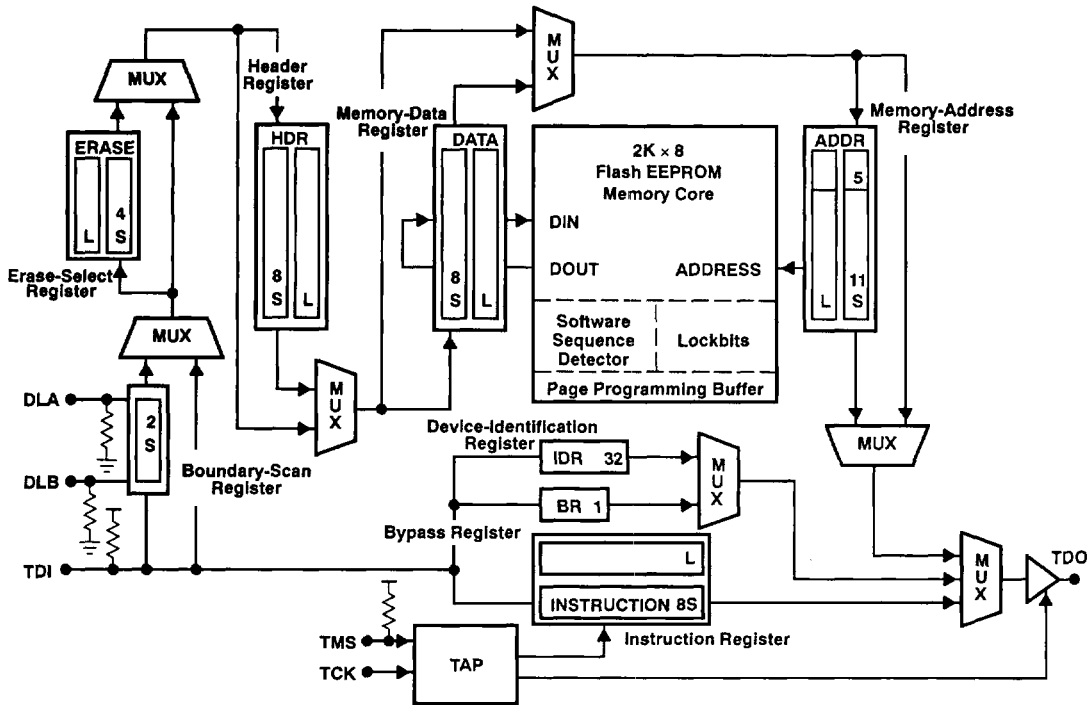 MUX
Header
Register
ERASE
L
4
S
Erase-Select
Register
MUX
HDR
8
S
L
MUX
Memory-Data
Register
DATA
8
S
L
MUX
2K × 8
Flash EEPROM
Memory Core
DIN
DOUT
ADDRESS
Software
Sequence
Detector
Lockbits
Page Programming Buffer
Memory-Address
Register
ADDR
5
L
11
S
MUX
DLA
DLB
2
S
Boundary-Scan
Register
Device-Identification
Register
IDR 32
BR 1
Bypass Register
MUX
TDI
L
INSTRUCTION 8S
Instruction Register
MUX
TDO
TMS
TCK
TAP